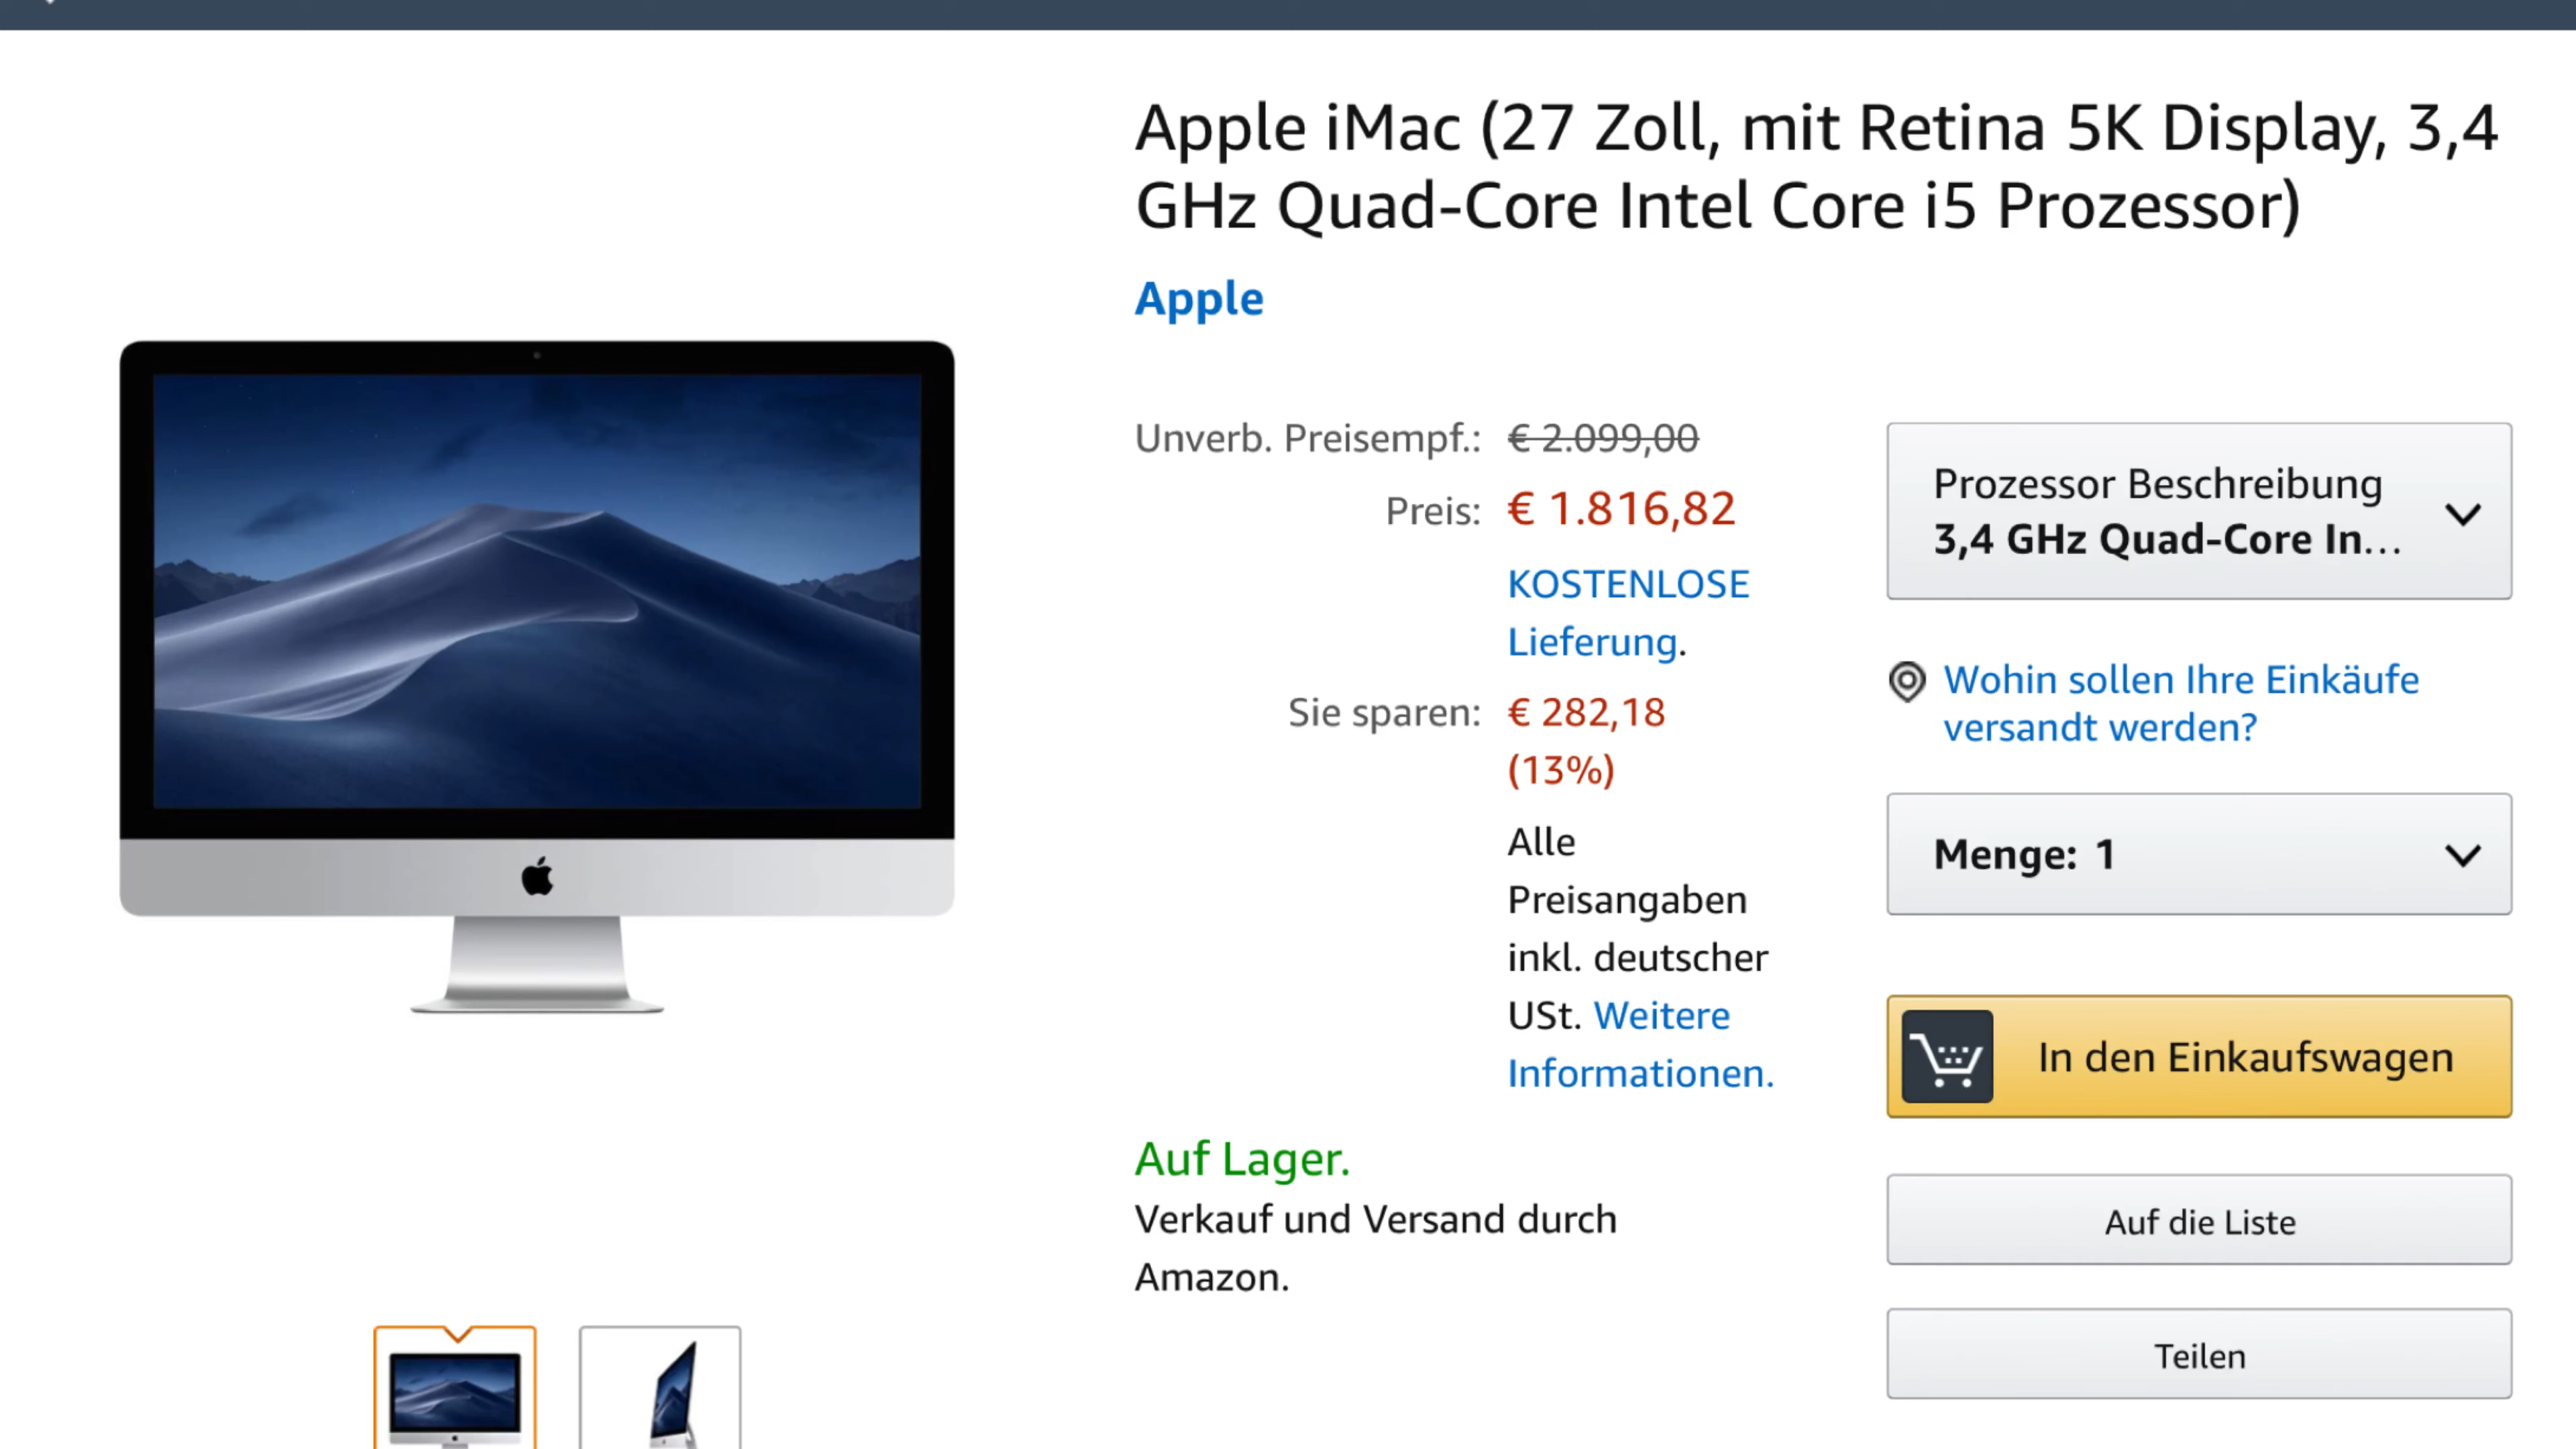 Apple iMac (27 Zoll, mit Retina 5K Display, 3,4
GHz Quad-Core Intel Core i5 Prozessor)
Apple
Unverb. Preisempf.: € 2.099,00
Preis: € 1.816,82
KOSTENLOSE
Lieferung.
Sie sparen: € 282,18
(13%)
Alle
Preisangaben
inkl. deutscher
USt. Weitere
Informationen.
Auf Lager.
Verkauf und Versand durch
Amazon.
Prozessor Beschreibung
3,4 GHz Quad-Core In...
Wohin sollen Ihre Einkäufe
versandt werden?
Menge: 1
In den Einkaufswagen
Auf die Liste
Teilen